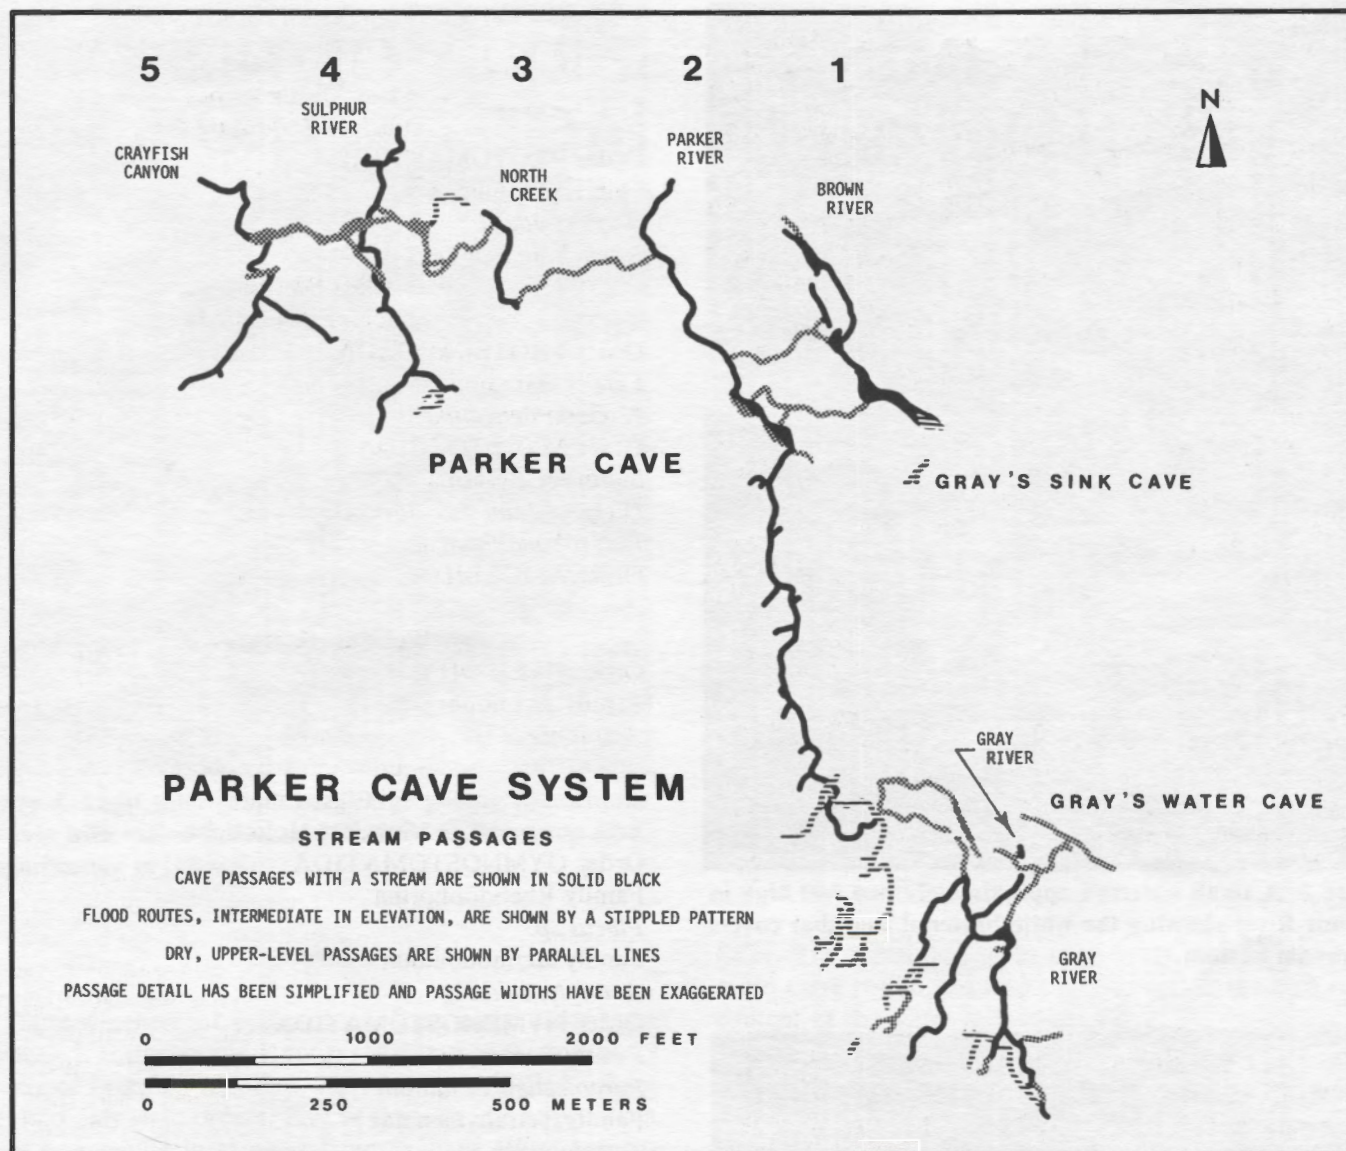 5 4 3 2 1
N
SULPHUR
RIVER
CRAYFISH
CANYON
NORTH
CREEK
PARKER
RIVER
BROWN
RIVER
PARKER CAVE
GRAY'S SINK CAVE
GRAY
RIVER
GRAY'S WATER CAVE
GRAY
RIVER
PARKER CAVE SYSTEM
STREAM PASSAGES
CAVE PASSAGES WITH A STREAM ARE SHOWN IN SOLID BLACK
FLOOD ROUTES, INTERMEDIATE IN ELEVATION, ARE SHOWN BY A STIPPLED PATTERN
DRY, UPPER-LEVEL PASSAGES ARE SHOWN BY PARALLEL LINES
PASSAGE DETAIL HAS BEEN SIMPLIFIED AND PASSAGE WIDTHS HAVE BEEN EXAGGERATED
0 1000 2000 FEET
0 250 500 METERS